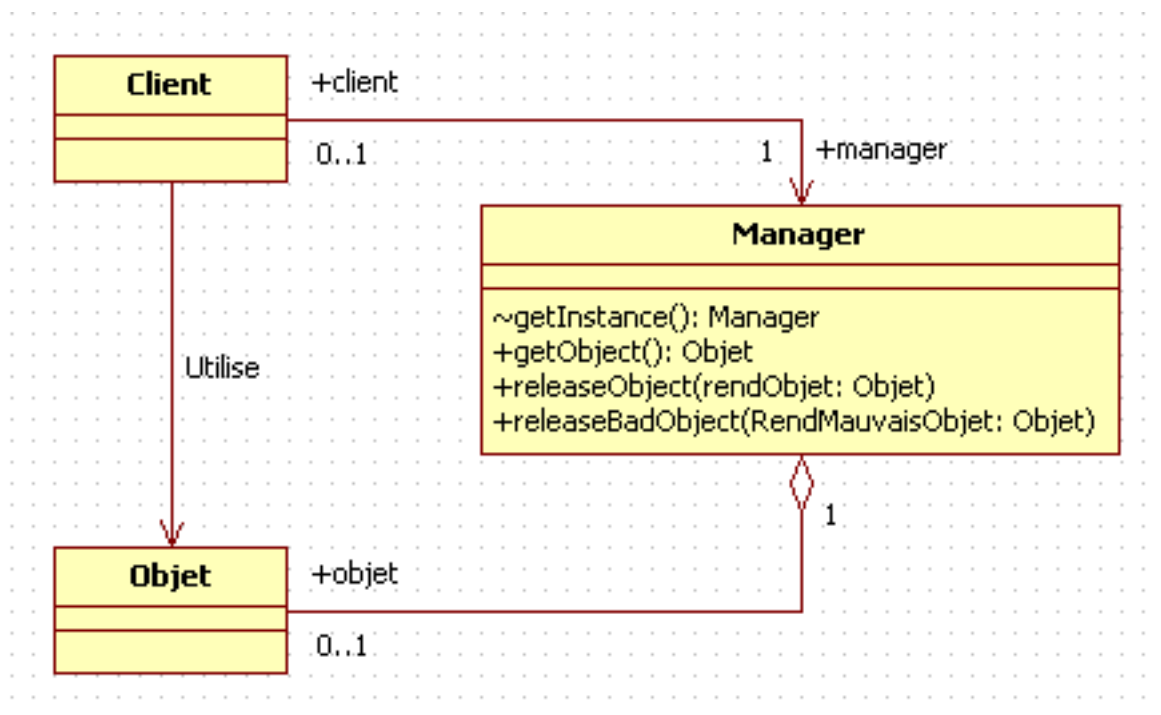 Client
+client
0..1
1
+manager
Manager
~getInstance(): Manager
+getObject(): Objet
+releaseObject(rendObjet: Objet)
+releaseBadObject(RendMauvaisObjet: Objet)
Utilise
1
Objet
+objet
0..1